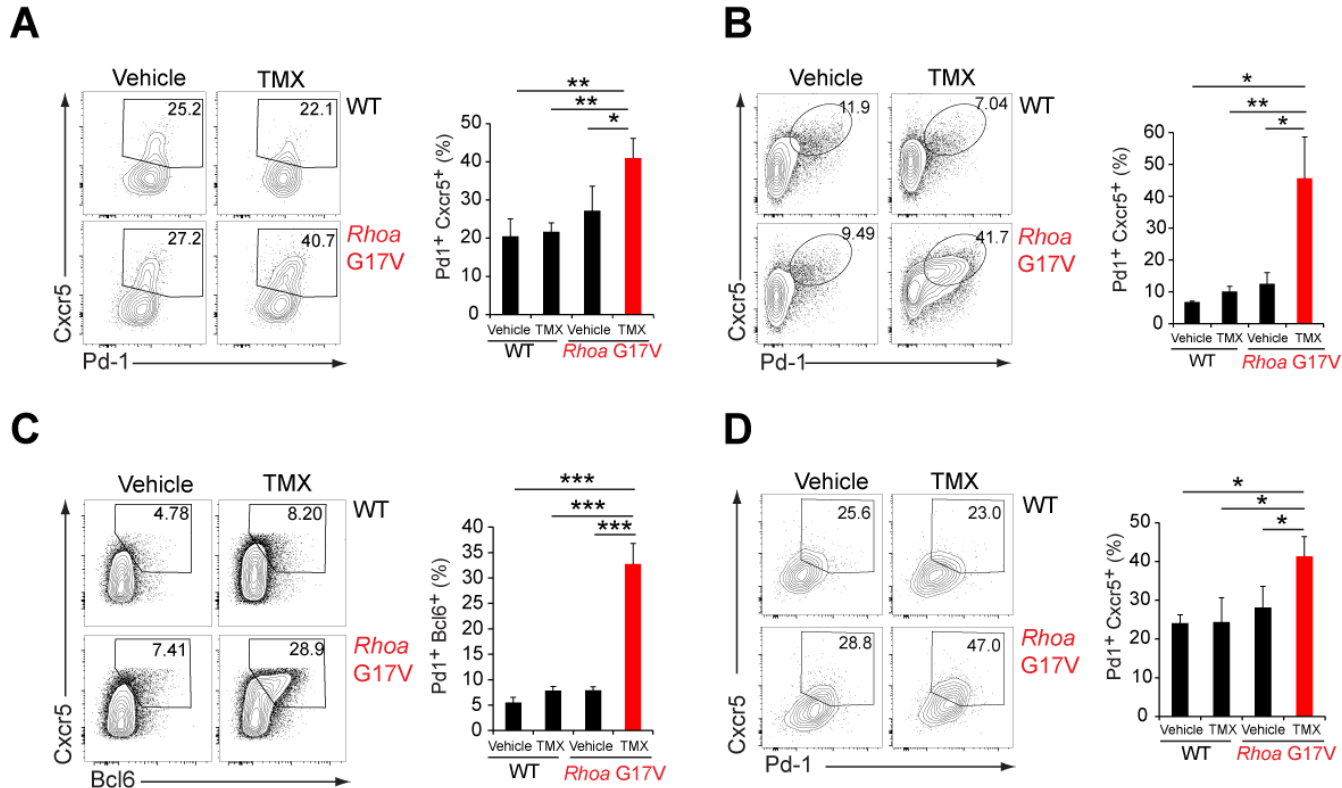 A
Vehicle TMX
25.2 22.1 WT
27.2 40.7 Rhoa
G17V
Cxcr5
Pd-1
**
**
*
Pd1+ Cxcr5+ (%)
50
40
30
20
10
0
Vehicle TMX Vehicle TMX
WT Rhoa G17V
B
Vehicle TMX
11.9 7.04 WT
9.49 41.7 Rhoa
G17V
Cxcr5
Pd-1
*
**
*
Pd1+ Cxcr5+ (%)
60
50
40
30
20
10
0
Vehicle TMX Vehicle TMX
WT Rhoa G17V
C
Vehicle TMX
4.78 8.20 WT
7.41 28.9 Rhoa
G17V
Cxcr5
Bcl6
***
***
***
Pd1+ Bcl6+ (%)
40
35
30
25
20
15
10
5
0
Vehicle TMX Vehicle TMX
WT Rhoa G17V
D
Vehicle TMX
25.6 23.0 WT
28.8 47.0 Rhoa
G17V
Cxcr5
Pd-1
*
*
*
Pd1+ Cxcr5+ (%)
50
40
30
20
10
0
Vehicle TMX Vehicle TMX
WT Rhoa G17V